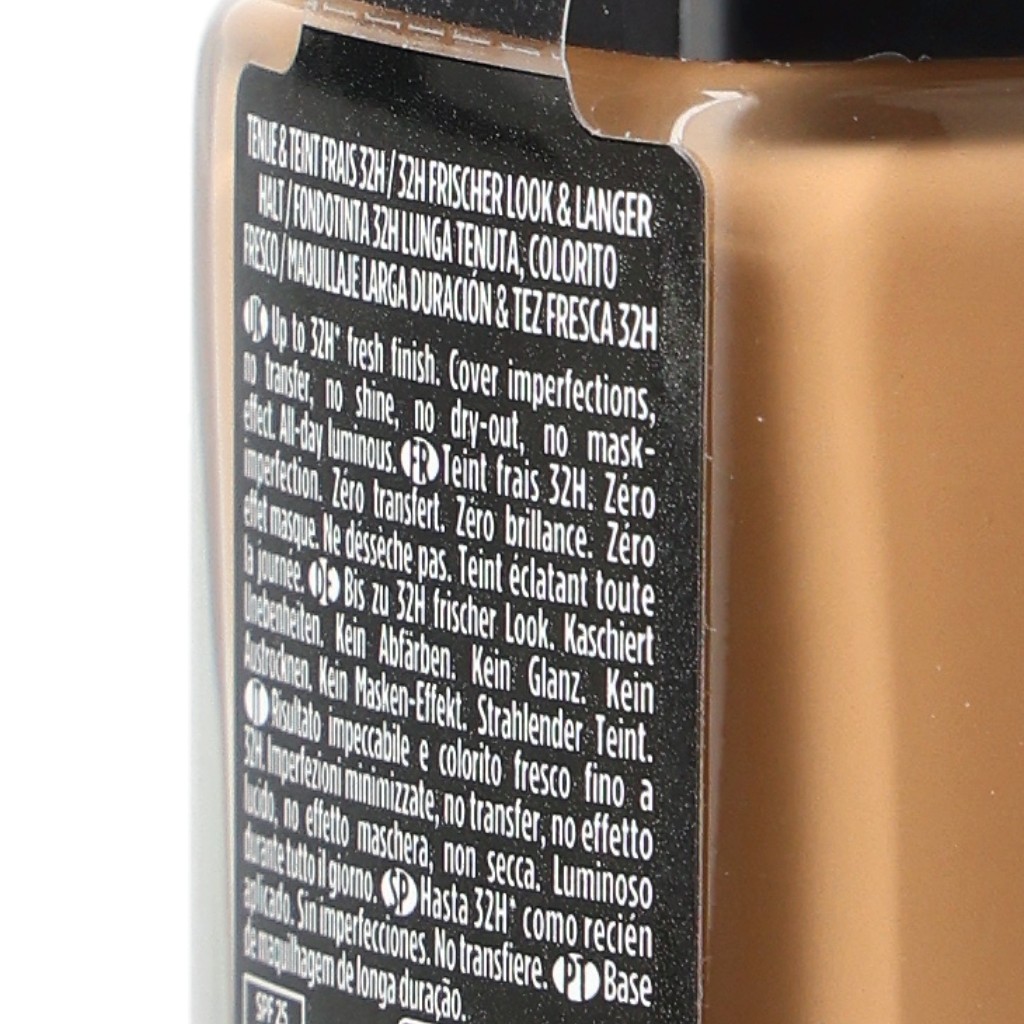 TENUE & TEINT FRAIS 32H / 32H FRISCHER LOOK & LANGER
HALT / FONDOTINTA 32H LUNGA TENUTA, COLORITO
FRESCO / MAQUILLAJE LARGA DURACIÓN & TEZ FRESCA 32H
UK Up to 32H* fresh finish. Cover imperfections,
no transfer, no shine, no dry-out, no mask-
effect. All-day luminous. FR Teint frais 32H. Zéro
imperfection. Zéro transfert. Zéro brillance. Zéro
effet masque. Ne déssèche pas. Teint éclatant toute
la journée. D Bis zu 32H frischer Look. Kaschiert
Unebenheiten. Kein Abfärben. Kein Glanz. Kein
Austrocknen. Kein Masken-Effekt. Strahlender Teint.
IT Risultato impeccabile e colorito fresco fino a
32H. Imperfezioni minimizzate, no transfer, no effetto
lucido, no effetto maschera, non secca. Luminoso
durante tutto il giorno. SP Hasta 32H* como recién
aplicado. Sin imperfecciones. No transfiere. PT Base
de maquilhagem de longa duração.
SPF 25